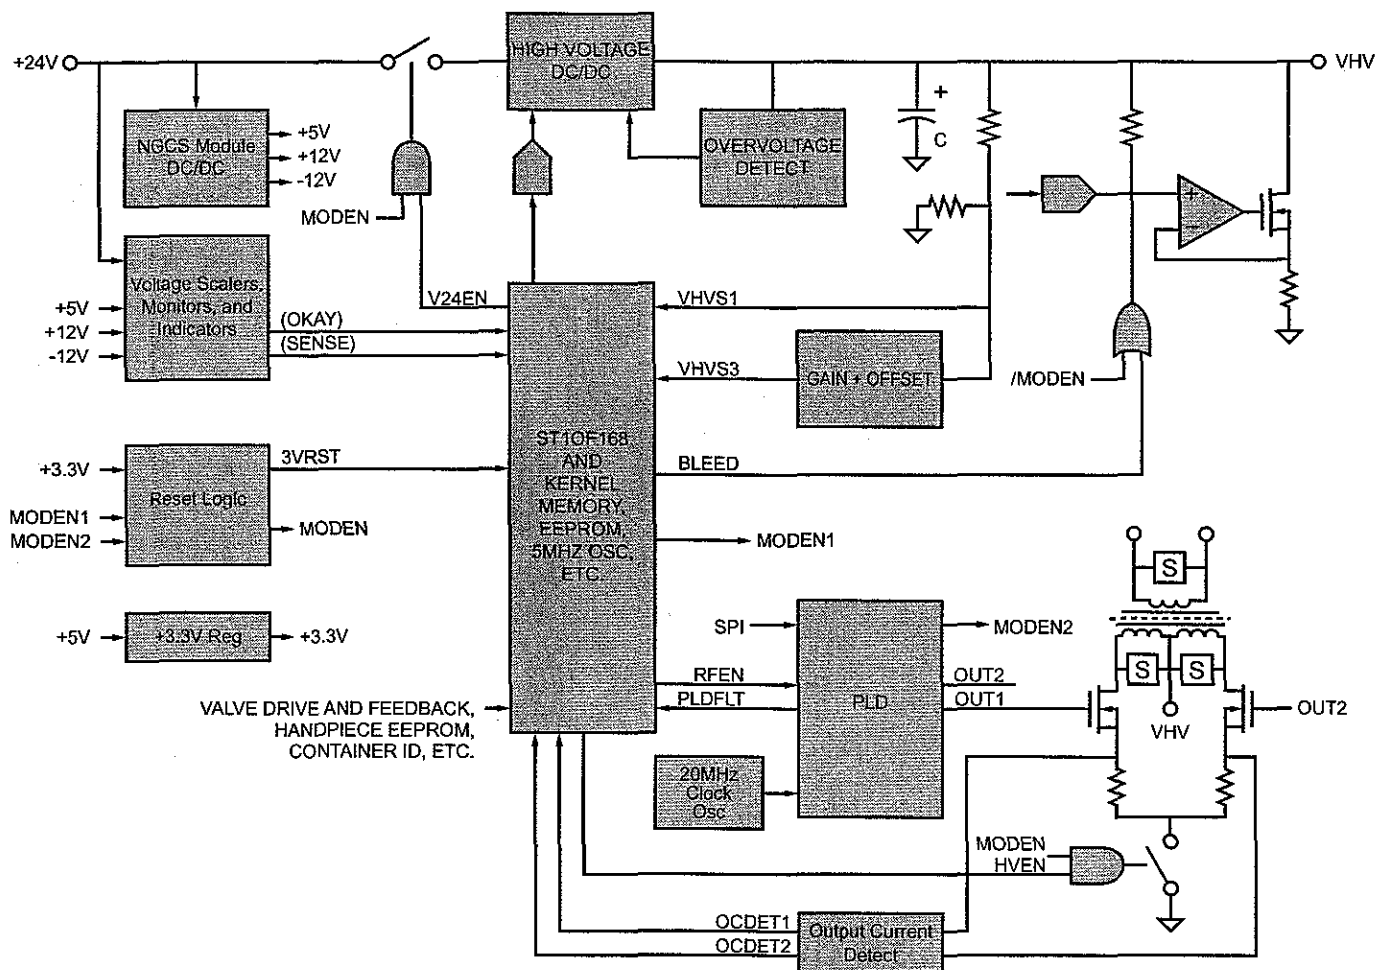 +24V
HIGH VOLTAGE
DC/DC
VHV
NGCS Module
DC/DC
+5V
+12V
-12V
OVERVOLTAGE
DETECT
+
C
MODEN
+
−
Voltage Scalers,
Monitors, and
Indicators
+5V
+12V
-12V
(OKAY)
(SENSE)
V24EN
VHVS1
VHVS3
GAIN + OFFSET
/MODEN
ST1OF168
AND
KERNEL
MEMORY,
EEPROM,
5MHZ OSC,
ETC.
BLEED
+3.3V
MODEN1
MODEN2
Reset Logic
3VRST
MODEN
MODEN1
+5V
+3.3V Reg
+3.3V
SPI
RFEN
PLDFLT
PLD
MODEN2
OUT2
OUT1
S
S
S
VHV
OUT2
VALVE DRIVE AND FEEDBACK,
HANDPIECE EEPROM,
CONTAINER ID, ETC.
20MHz
Clock
Osc
MODEN
HVEN
OCDET1
OCDET2
Output Current
Detect